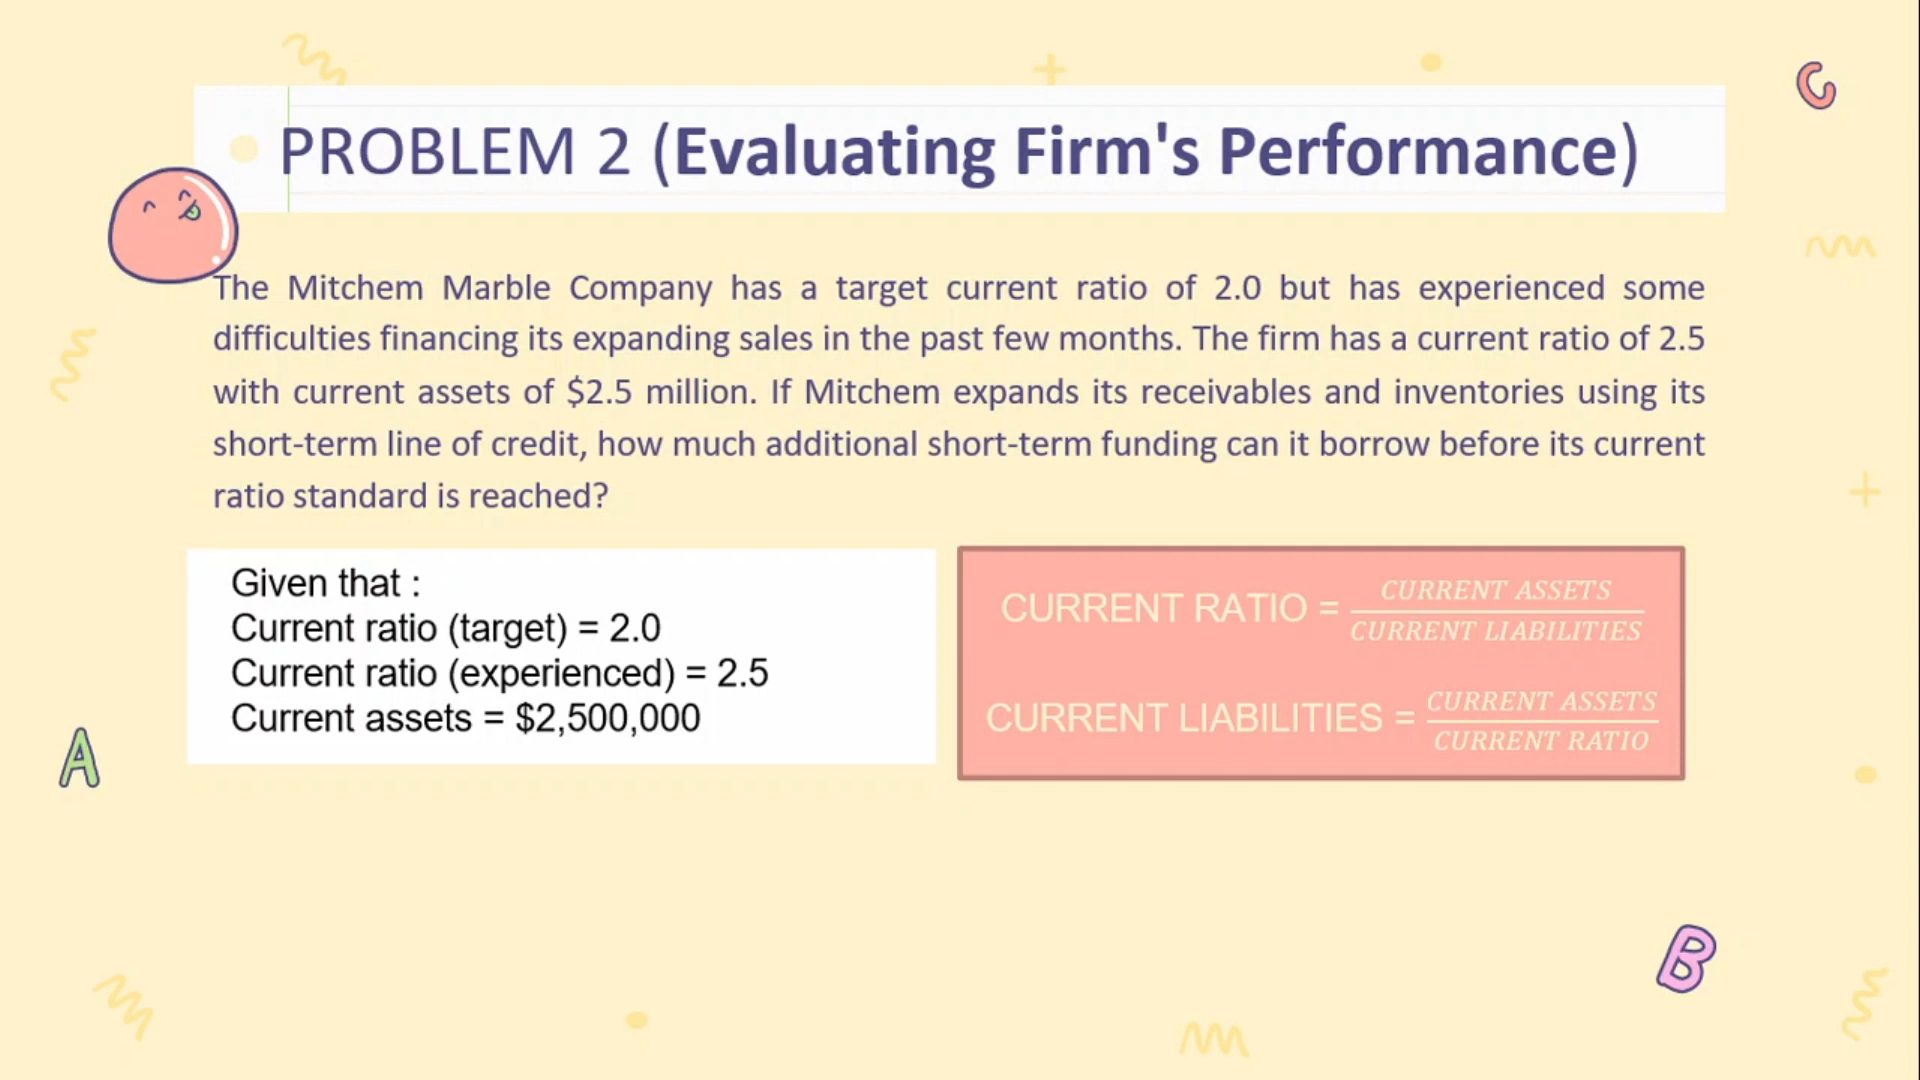 PROBLEM 2 (Evaluating Firm's Performance)
The Mitchem Marble Company has a target current ratio of 2.0 but has experienced some
difficulties financing its expanding sales in the past few months. The firm has a current ratio of 2.5
with current assets of $2.5 million. If Mitchem expands its receivables and inventories using its
short-term line of credit, how much additional short-term funding can it borrow before its current
ratio standard is reached?
Given that :
Current ratio (target) = 2.0
Current ratio (experienced) = 2.5
Current assets = $2,500,000
CURRENT RATIO = CURRENT ASSETS
CURRENT LIABILITIES
CURRENT LIABILITIES = CURRENT ASSETS
CURRENT RATIO
C
A
B